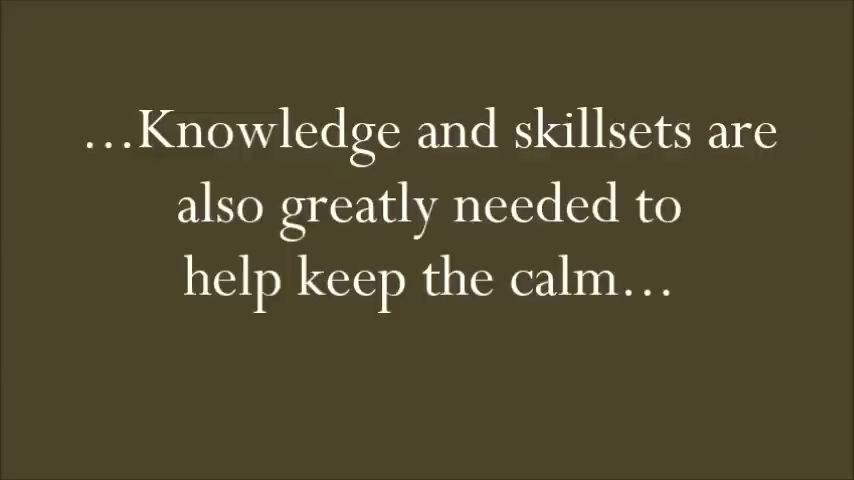 …Knowledge and skillsets are
also greatly needed to
help keep the calm…